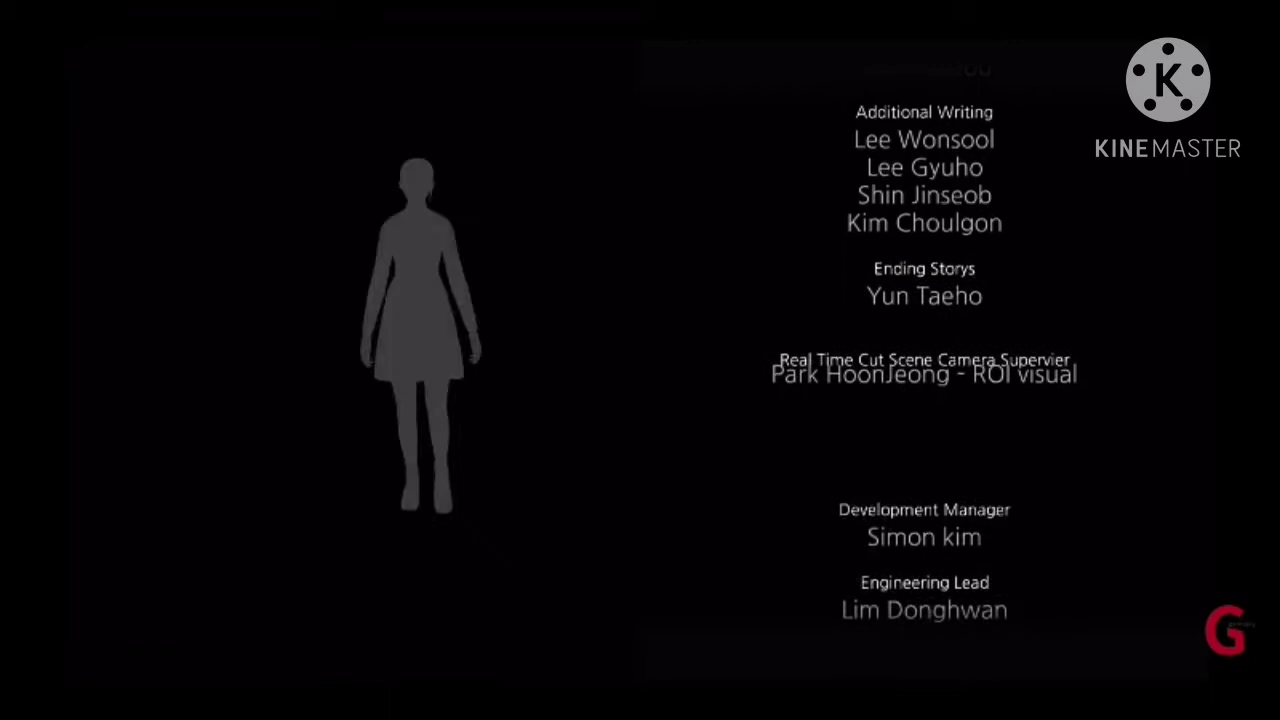 Additional Writing
Lee Wonsool
Lee Gyuho
Shin Jinseob
Kim Choulgon
Ending Storys
Yun Taeho
Real Time Cut Scene Camera Supervier
Park HoonJeong - ROI visual
Development Manager
Simon kim
Engineering Lead
Lim Donghwan
K
KINEMASTER
G